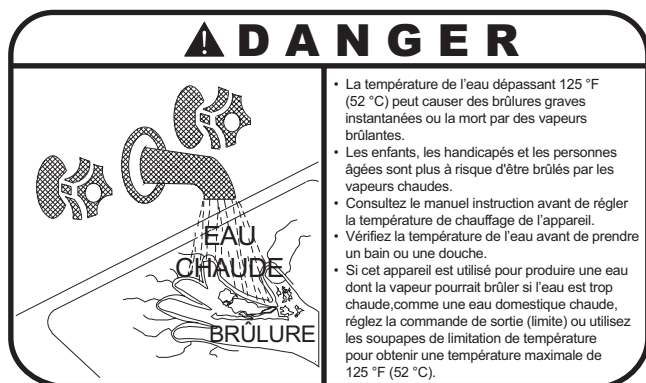 DANGER
EAU
CHAUDE
BRÛLURE
• La température de l'eau dépassant 125 °F
(52 °C) peut causer des brûlures graves
instantanées ou la mort par des vapeurs
brûlantes.
• Les enfants, les handicapés et les personnes
âgées sont plus à risque d'être brûlés par les
vapeurs chaudes.
• Consultez le manuel instruction avant de régler
la température de chauffage de l'appareil.
• Vérifiez la température de l'eau avant de prendre
un bain ou une douche.
• Si cet appareil est utilisé pour produire une eau
dont la vapeur pourrait brûler si l'eau est trop
chaude,comme une eau domestique chaude,
réglez la commande de sortie (limite) ou utilisez
les soupapes de limitation de température
pour obtenir une température maximale de
125 °F (52 °C).